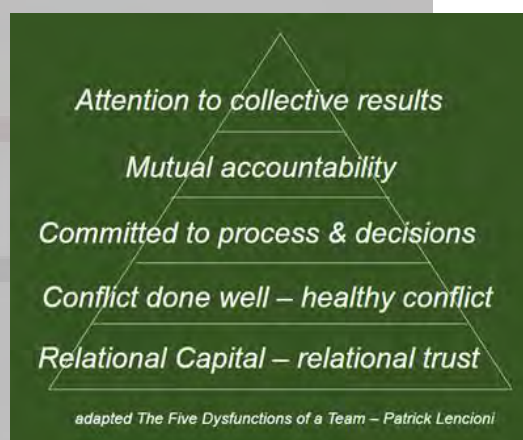 Attention to collective results
Mutual accountability
Committed to process & decisions
Conflict done well – healthy conflict
Relational Capital – relational trust
adapted The Five Dysfunctions of a Team – Patrick Lencioni